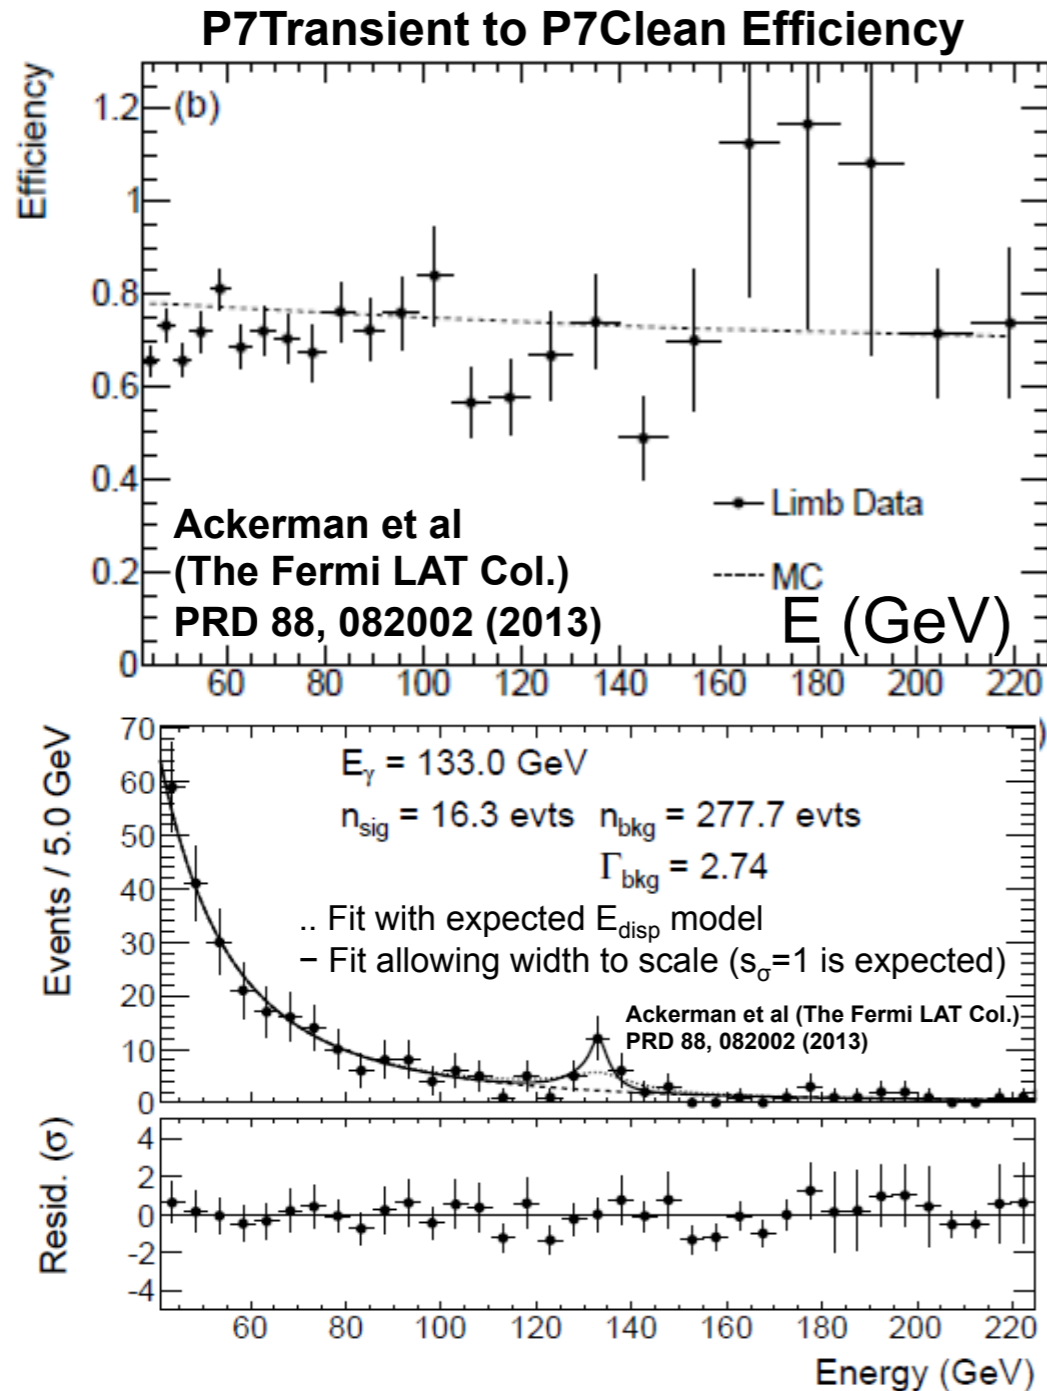 P7Transient to P7Clean Efficiency
Efficiency
(b)
1.2
1
0.8
0.6
0.4
0.2
0
Limb Data
MC
Ackerman et al
(The Fermi LAT Col.)
PRD 88, 082002 (2013)
E (GeV)
60 80 100 120 140 160 180 200 220
Events / 5.0 GeV
70
60
50
40
30
20
10
0
)
Eγ = 133.0 GeV
nsig = 16.3 evts nbkg = 277.7 evts
Γbkg = 2.74
.. Fit with expected Edisp model
− Fit allowing width to scale (sσ=1 is expected)
Ackerman et al (The Fermi LAT Col.)
PRD 88, 082002 (2013)
Resid. (σ)
4
2
0
-2
-4
60 80 100 120 140 160 180 200 220
Energy (GeV)